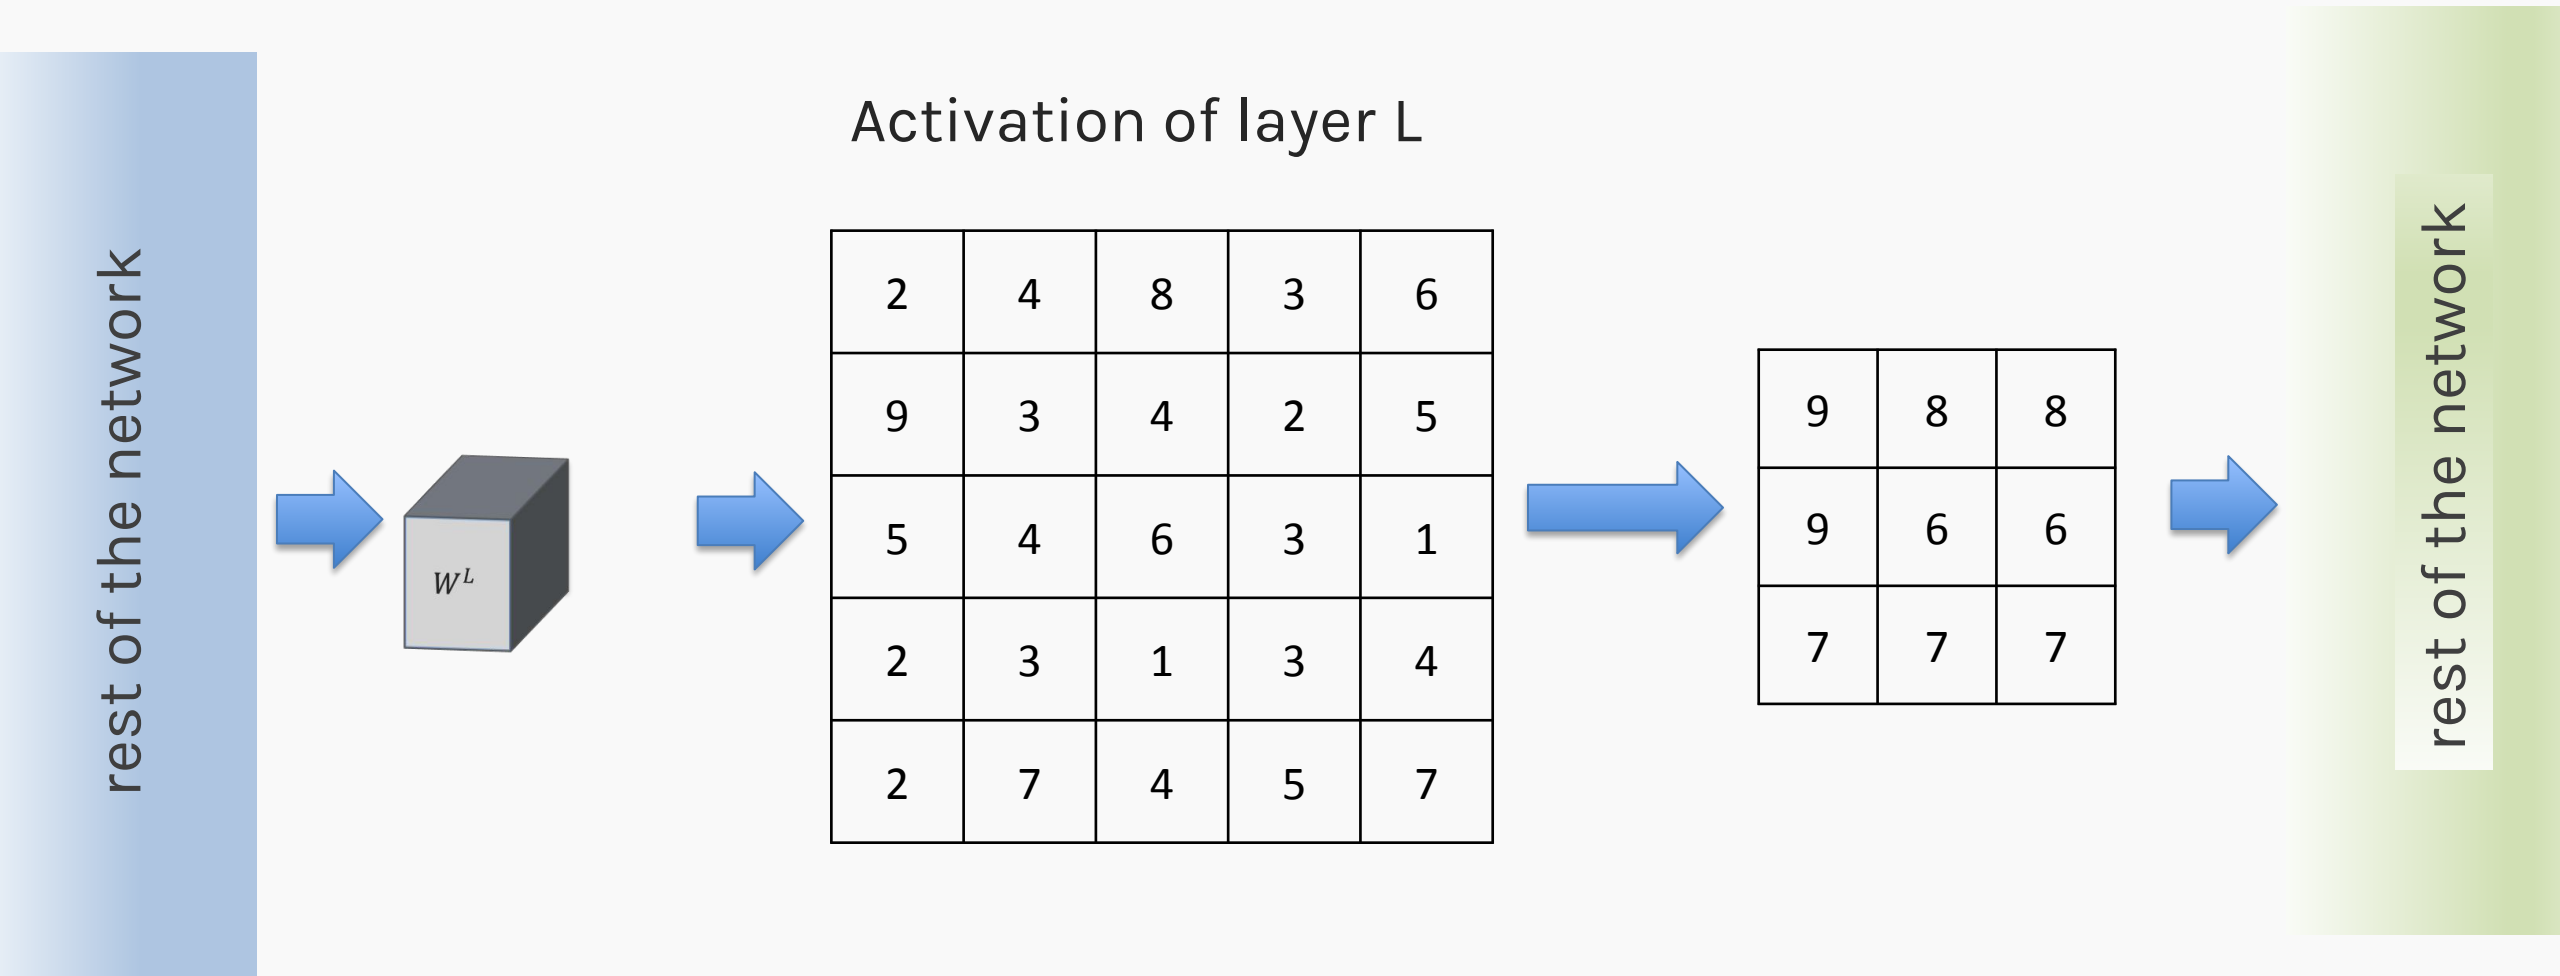 rest of the network
W^L
Activation of layer L
2 4 8 3 6
9 3 4 2 5
5 4 6 3 1
2 3 1 3 4
2 7 4 5 7
9 8 8
9 6 6
7 7 7
rest of the network